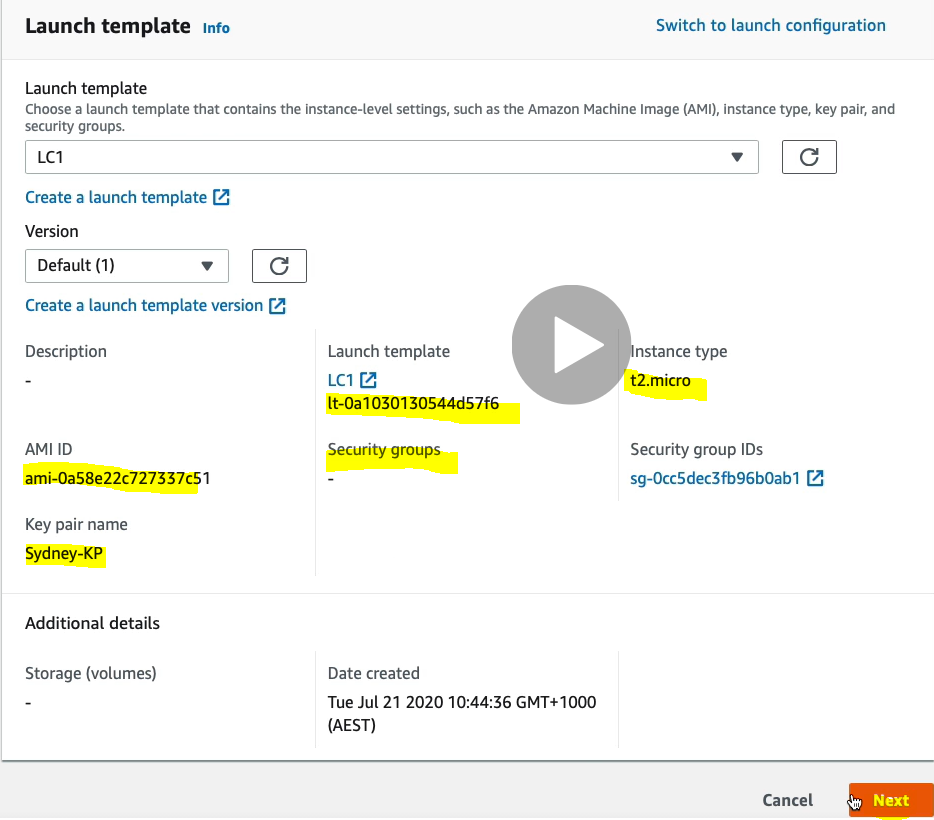 Launch template Info
Switch to launch configuration
Launch template
Choose a launch template that contains the instance-level settings, such as the Amazon Machine Image (AMI), instance type, key pair, and
security groups.
LC1
Create a launch template
Version
Default (1)
Create a launch template version
Description
-
Launch template
LC1
lt-0a1030130544d57f6
Instance type
t2.micro
AMI ID
ami-0a58e22c727337c51
Security groups
-
Security group IDs
sg-0cc5dec3fb96b0ab1
Key pair name
Sydney-KP
Additional details
Storage (volumes)
-
Date created
Tue Jul 21 2020 10:44:36 GMT+1000
(AEST)
Cancel
Next